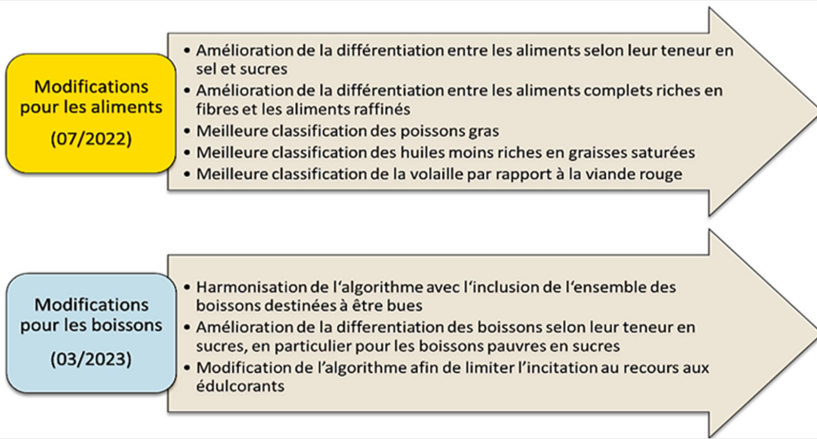 Modifications
pour les aliments
(07/2022)
• Amélioration de la différentiation entre les aliments selon leur teneur en
sel et sucres
• Amélioration de la différentiation entre les aliments complets riches en
fibres et les aliments raffinés
• Meilleure classification des poissons gras
• Meilleure classification des huiles moins riches en graisses saturées
• Meilleure classification de la volaille par rapport à la viande rouge
Modifications
pour les boissons
(03/2023)
• Harmonisation de l‘algorithme avec l‘inclusion de l‘ensemble des
boissons destinées à être bues
• Amélioration de la differentiation des boissons selon leur teneur en
sucres, en particulier pour les boissons pauvres en sucres
• Modification de l’algorithme afin de limiter l’incitation au recours aux
édulcorants